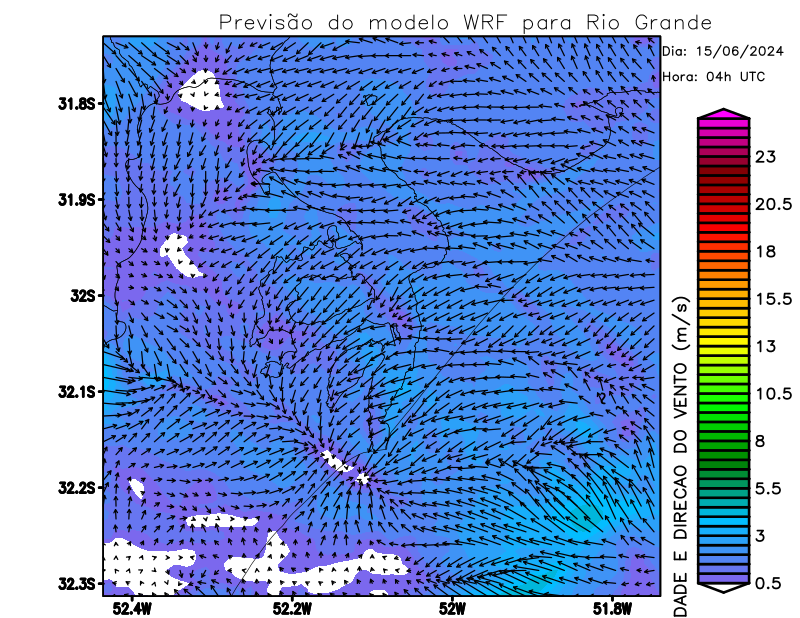 Previsão do modelo WRF para Rio Grande
Dia: 15/06/2024
Hora: 04h UTC
31.8S
31.9S
32S
32.1S
32.2S
32.3S
52.4W
52.2W
52W
51.8W
23
20.5
18
15.5
13
10.5
8
5.5
3
0.5
DADE E DIRECAO DO VENTO (m/s)